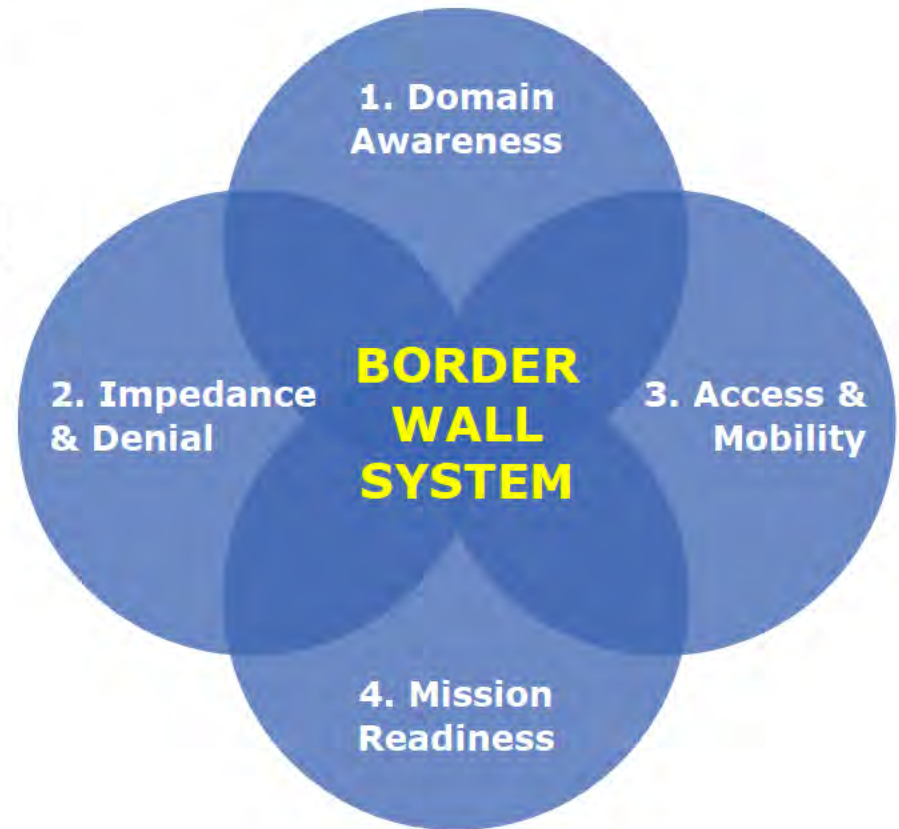 1. Domain
Awareness
2. Impedance
& Denial
BORDER
WALL
SYSTEM
3. Access &
Mobility
4. Mission
Readiness